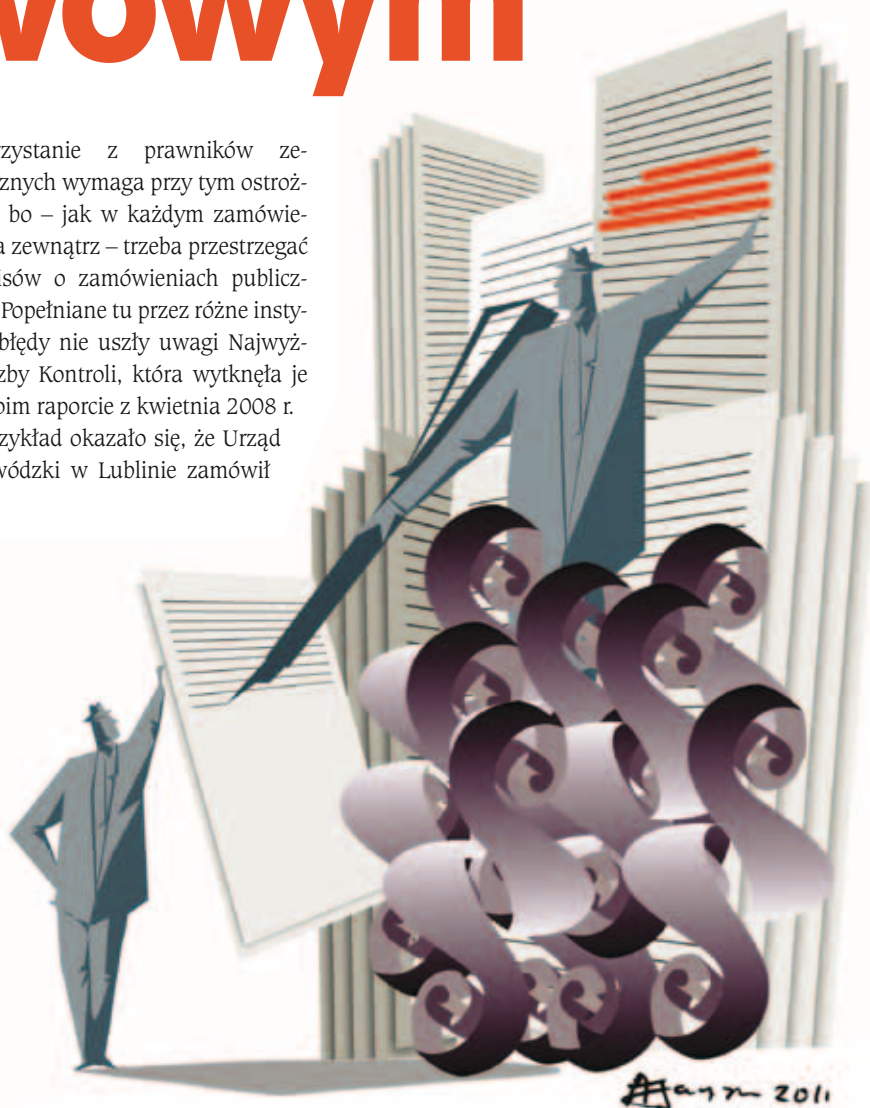 wowym
rzystanie z prawników ze-
znych wymaga przy tym ostroż-
bo – jak w każdym zamówie-
a zewnątrz – trzeba przestrzegać
isów o zamówieniach publicz-
Popełniane tu przez różne insty-
błędy nie uszły uwagi Najwyż-
zby Kontroli, która wytknęła je
oim raporcie z kwietnia 2008 r.
zykład okazało się, że Urząd
wódzki w Lublinie zamówił
2011